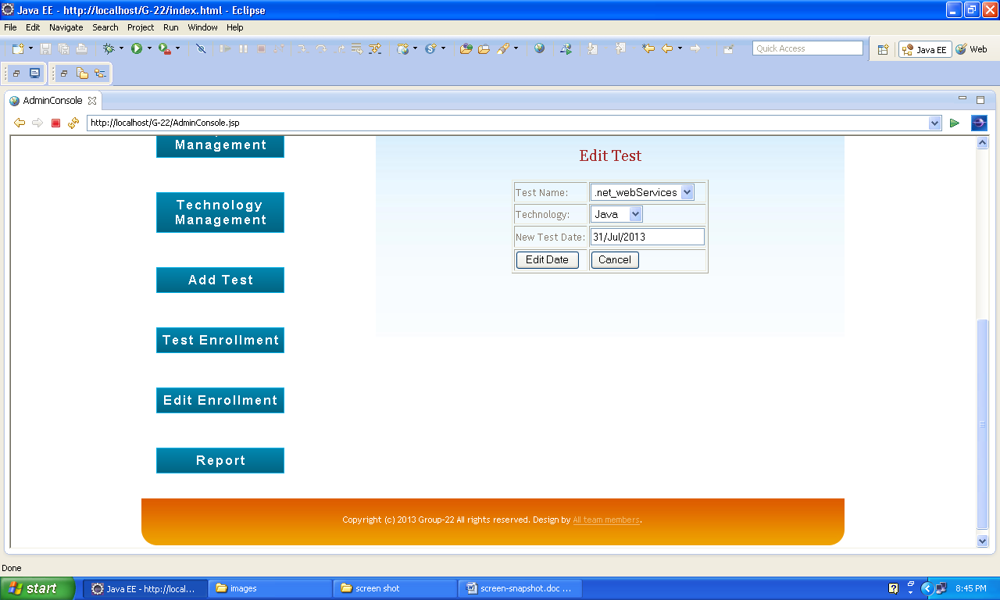 Java EE - http://localhost/G-22/index.html - Eclipse
File Edit Navigate Search Project Run Window Help
Quick Access
Java EE
Web
AdminConsole
http://localhost/G-22/AdminConsole.jsp
Management
Technology
Management
Add Test
Test Enrollment
Edit Enrollment
Report
Edit Test
Test Name: .net_webServices
Technology: Java
New Test Date: 31/Jul/2013
Edit Date Cancel
Copyright (c) 2013 Group-22 All rights reserved. Design by All team members.
Done
start Java EE - http://local... images screen shot screen-snapshot.doc ... 8:45 PM